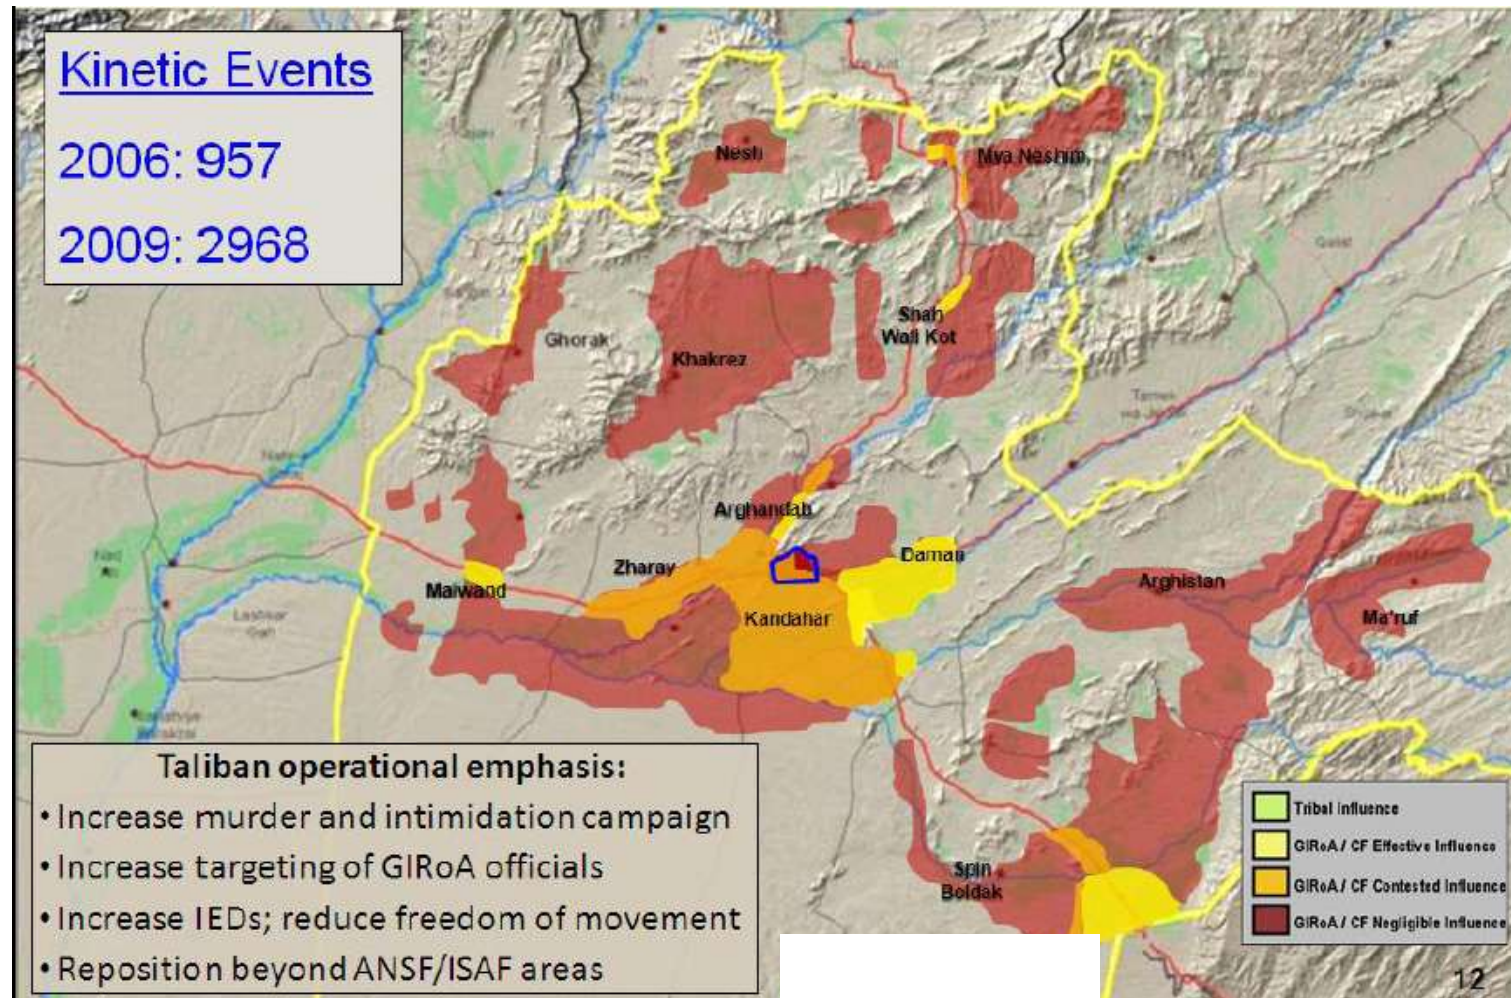 Kinetic Events
2006: 957
2009: 2968
Nesh
Mya Neshim
Ghorak
Khakrez
Shah
Wali Kot
Arghandab
Daman
Zharay
Maiwand
Kandahar
Arghistan
Ma'ruf
Lashkar
Gah
Spin
Boldak
Taliban operational emphasis:
• Increase murder and intimidation campaign
• Increase targeting of GIRoA officials
• Increase IEDs; reduce freedom of movement
• Reposition beyond ANSF/ISAF areas
Tribal Influence
GIRoA / CF Effective Influence
GIRoA / CF Contested Influence
GIRoA / CF Negligible Influence
12